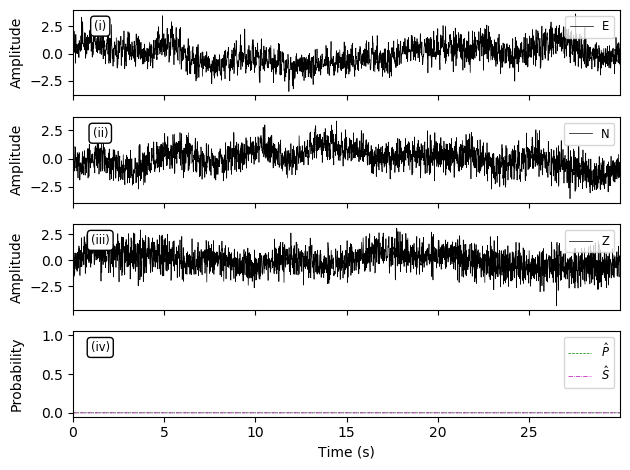 (i)
E
2.5
0.0
−2.5
Amplitude
(ii)
N
2.5
0.0
−2.5
Amplitude
(iii)
Z
2.5
0.0
−2.5
Amplitude
(iv)
P̂
Ŝ
1.0
0.5
0.0
Probability
0 5 10 15 20 25
Time (s)